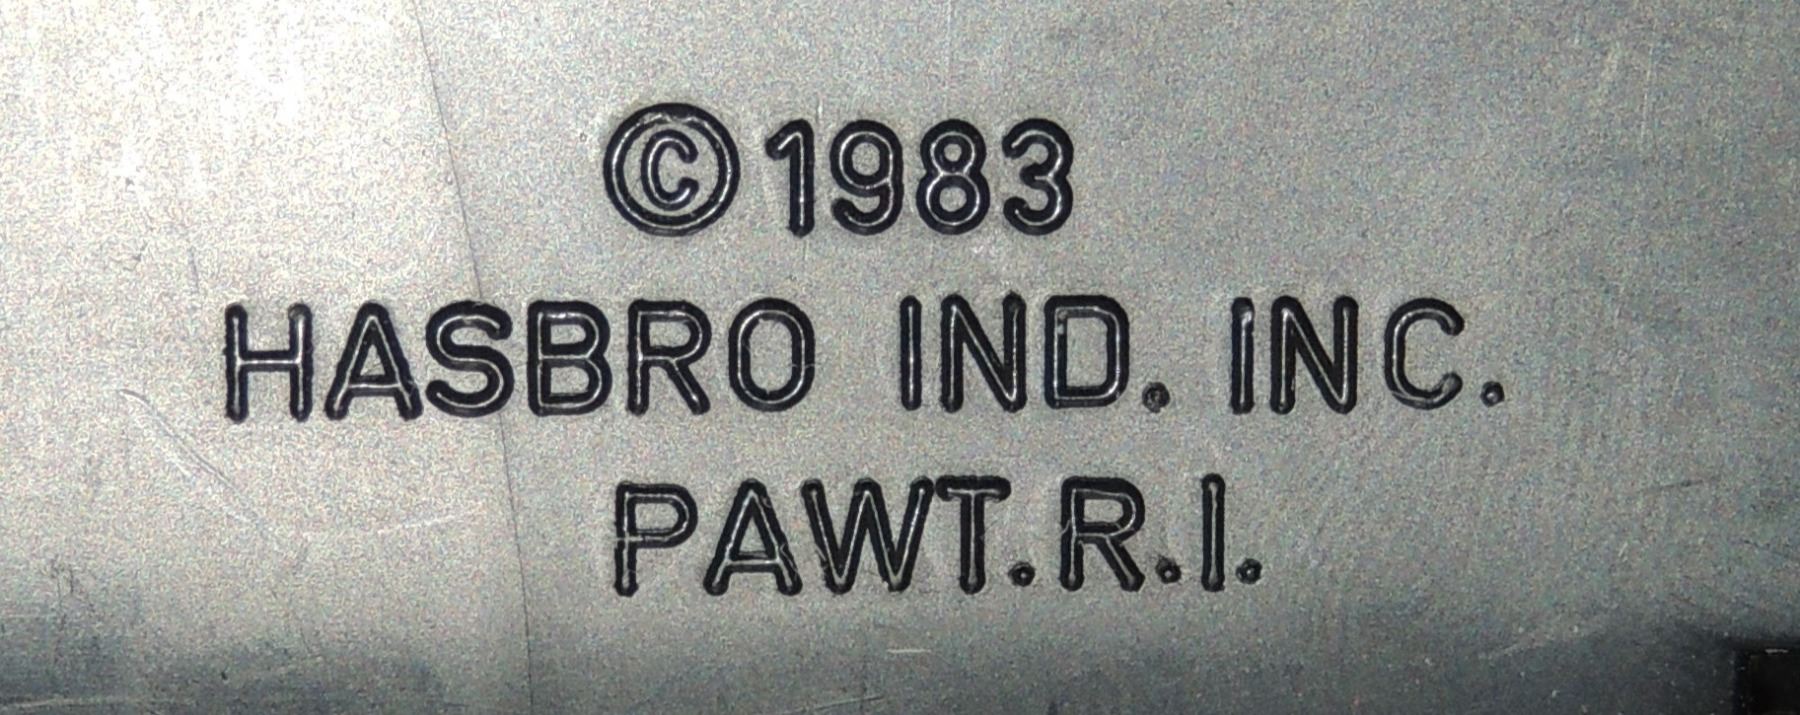 ©1983
HASBRO IND. INC.
PAWT.R.I.